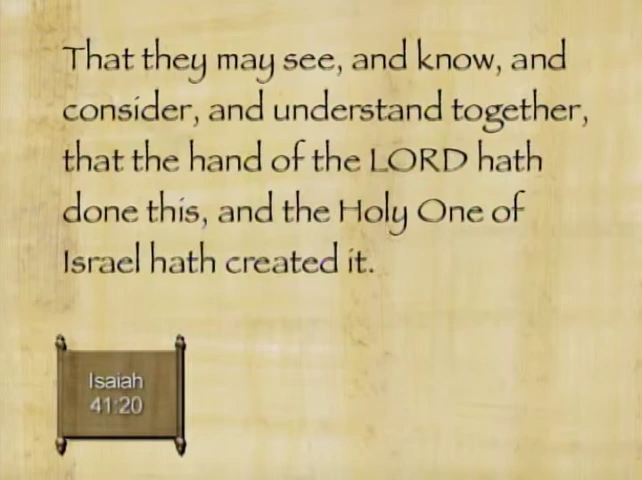 That they may see, and know, and
consider, and understand together,
that the hand of the LORD hath
done this, and the Holy One of
Israel hath created it.
Isaiah
41:20